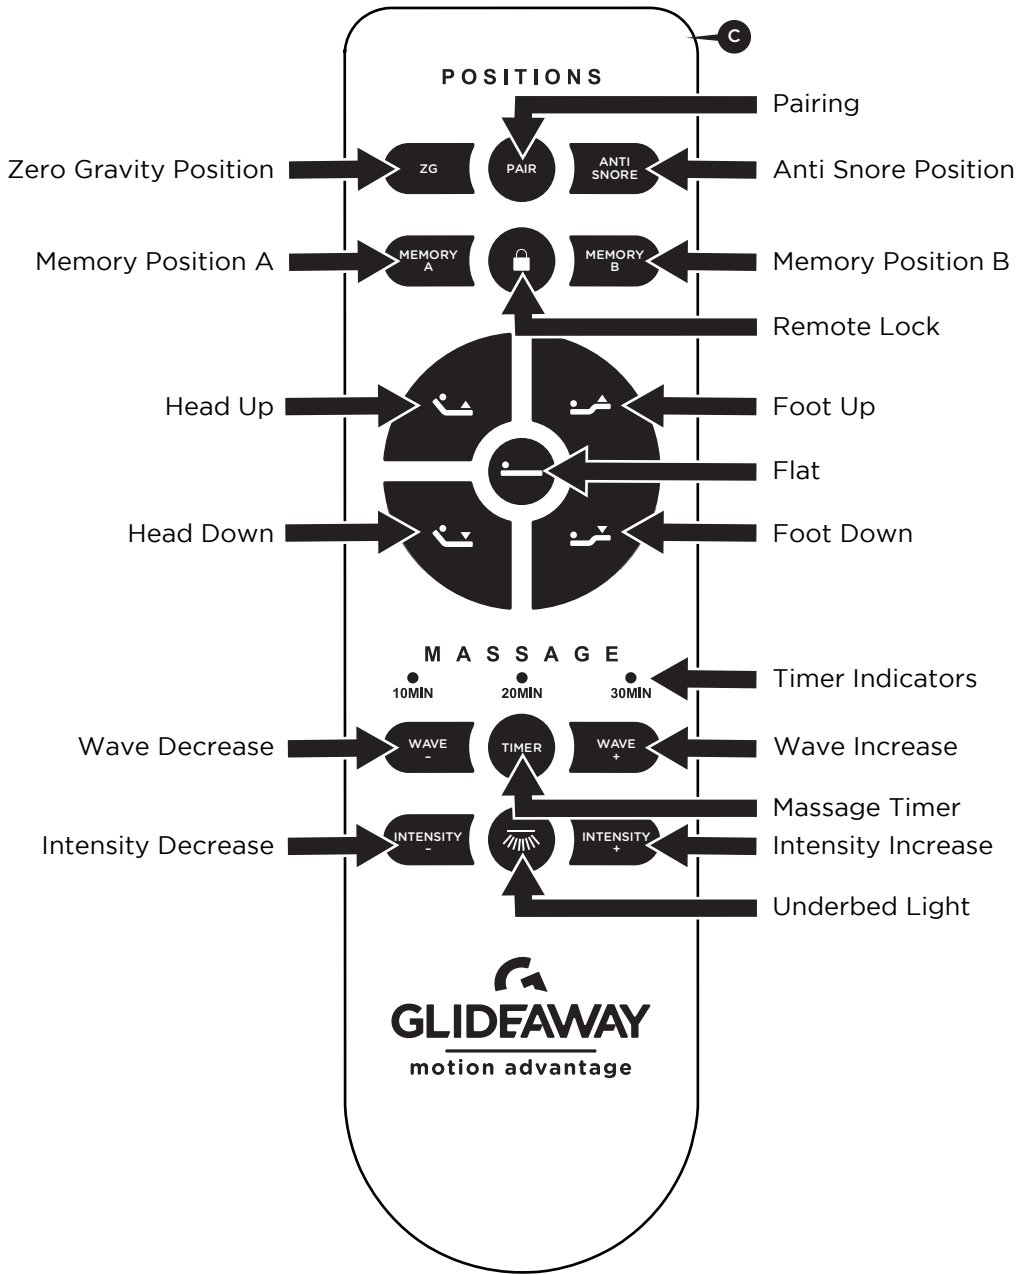 C
POSITIONS
Pairing
Zero Gravity Position
ZG
PAIR
ANTI
SNORE
Anti Snore Position
Memory Position A
MEMORY
A
MEMORY
B
Memory Position B
Remote Lock
Head Up
Foot Up
Flat
Head Down
Foot Down
MASSAGE
10MIN
20MIN
30MIN
Timer Indicators
Wave Decrease
WAVE
-
TIMER
WAVE
+
Wave Increase
Massage Timer
Intensity Decrease
INTENSITY
-
INTENSITY
+
Intensity Increase
Underbed Light
GLIDEAWAY
motion advantage